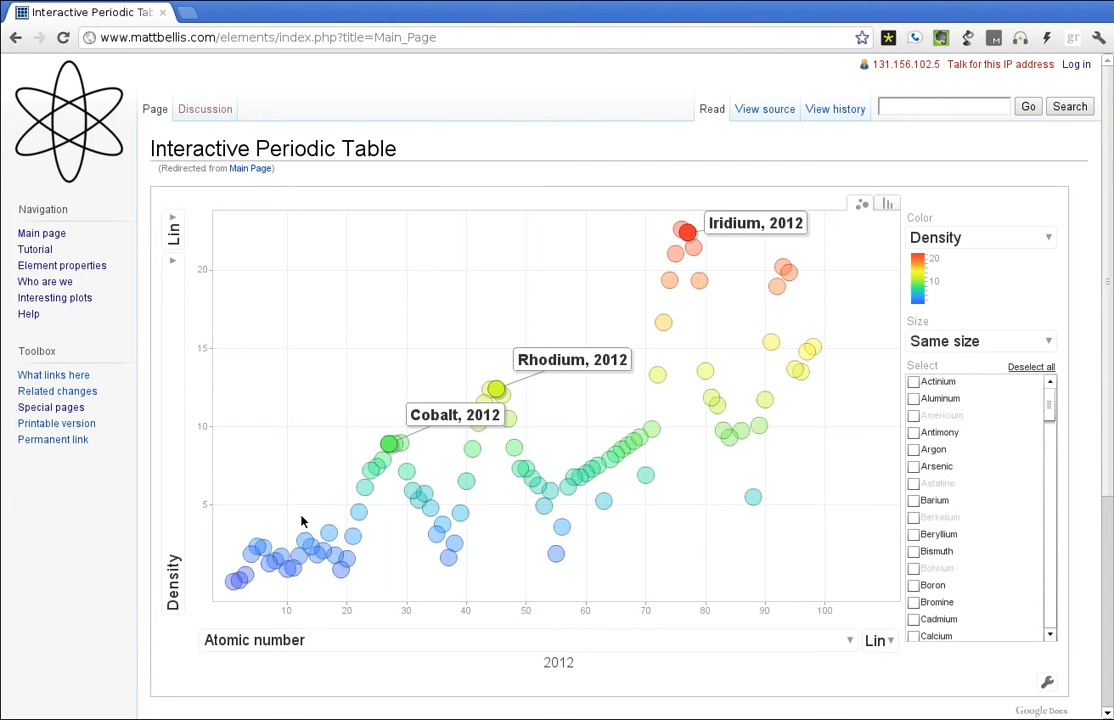 Interactive Periodic Tab
www.mattbellis.com/elements/index.php?title=Main_Page
gr
131.156.102.5 Talk for this IP address Log in
Page Discussion Read View source View history Go Search
Interactive Periodic Table
(Redirected from Main Page)
Navigation
Main page
Tutorial
Element properties
Who are we
Interesting plots
Help
Toolbox
What links here
Related changes
Special pages
Printable version
Permanent link
Lin
Density
20
15
10
5
Iridium, 2012
Rhodium, 2012
Cobalt, 2012
10 20 30 40 50 60 70 80 90 100
Atomic number Lin
2012
Color
Density
20
10
Size
Same size
Select Deselect all
Actinium
Aluminum
Americium
Antimony
Argon
Arsenic
Astatine
Barium
Berkelium
Beryllium
Bismuth
Bohrium
Boron
Bromine
Cadmium
Calcium
Google Docs